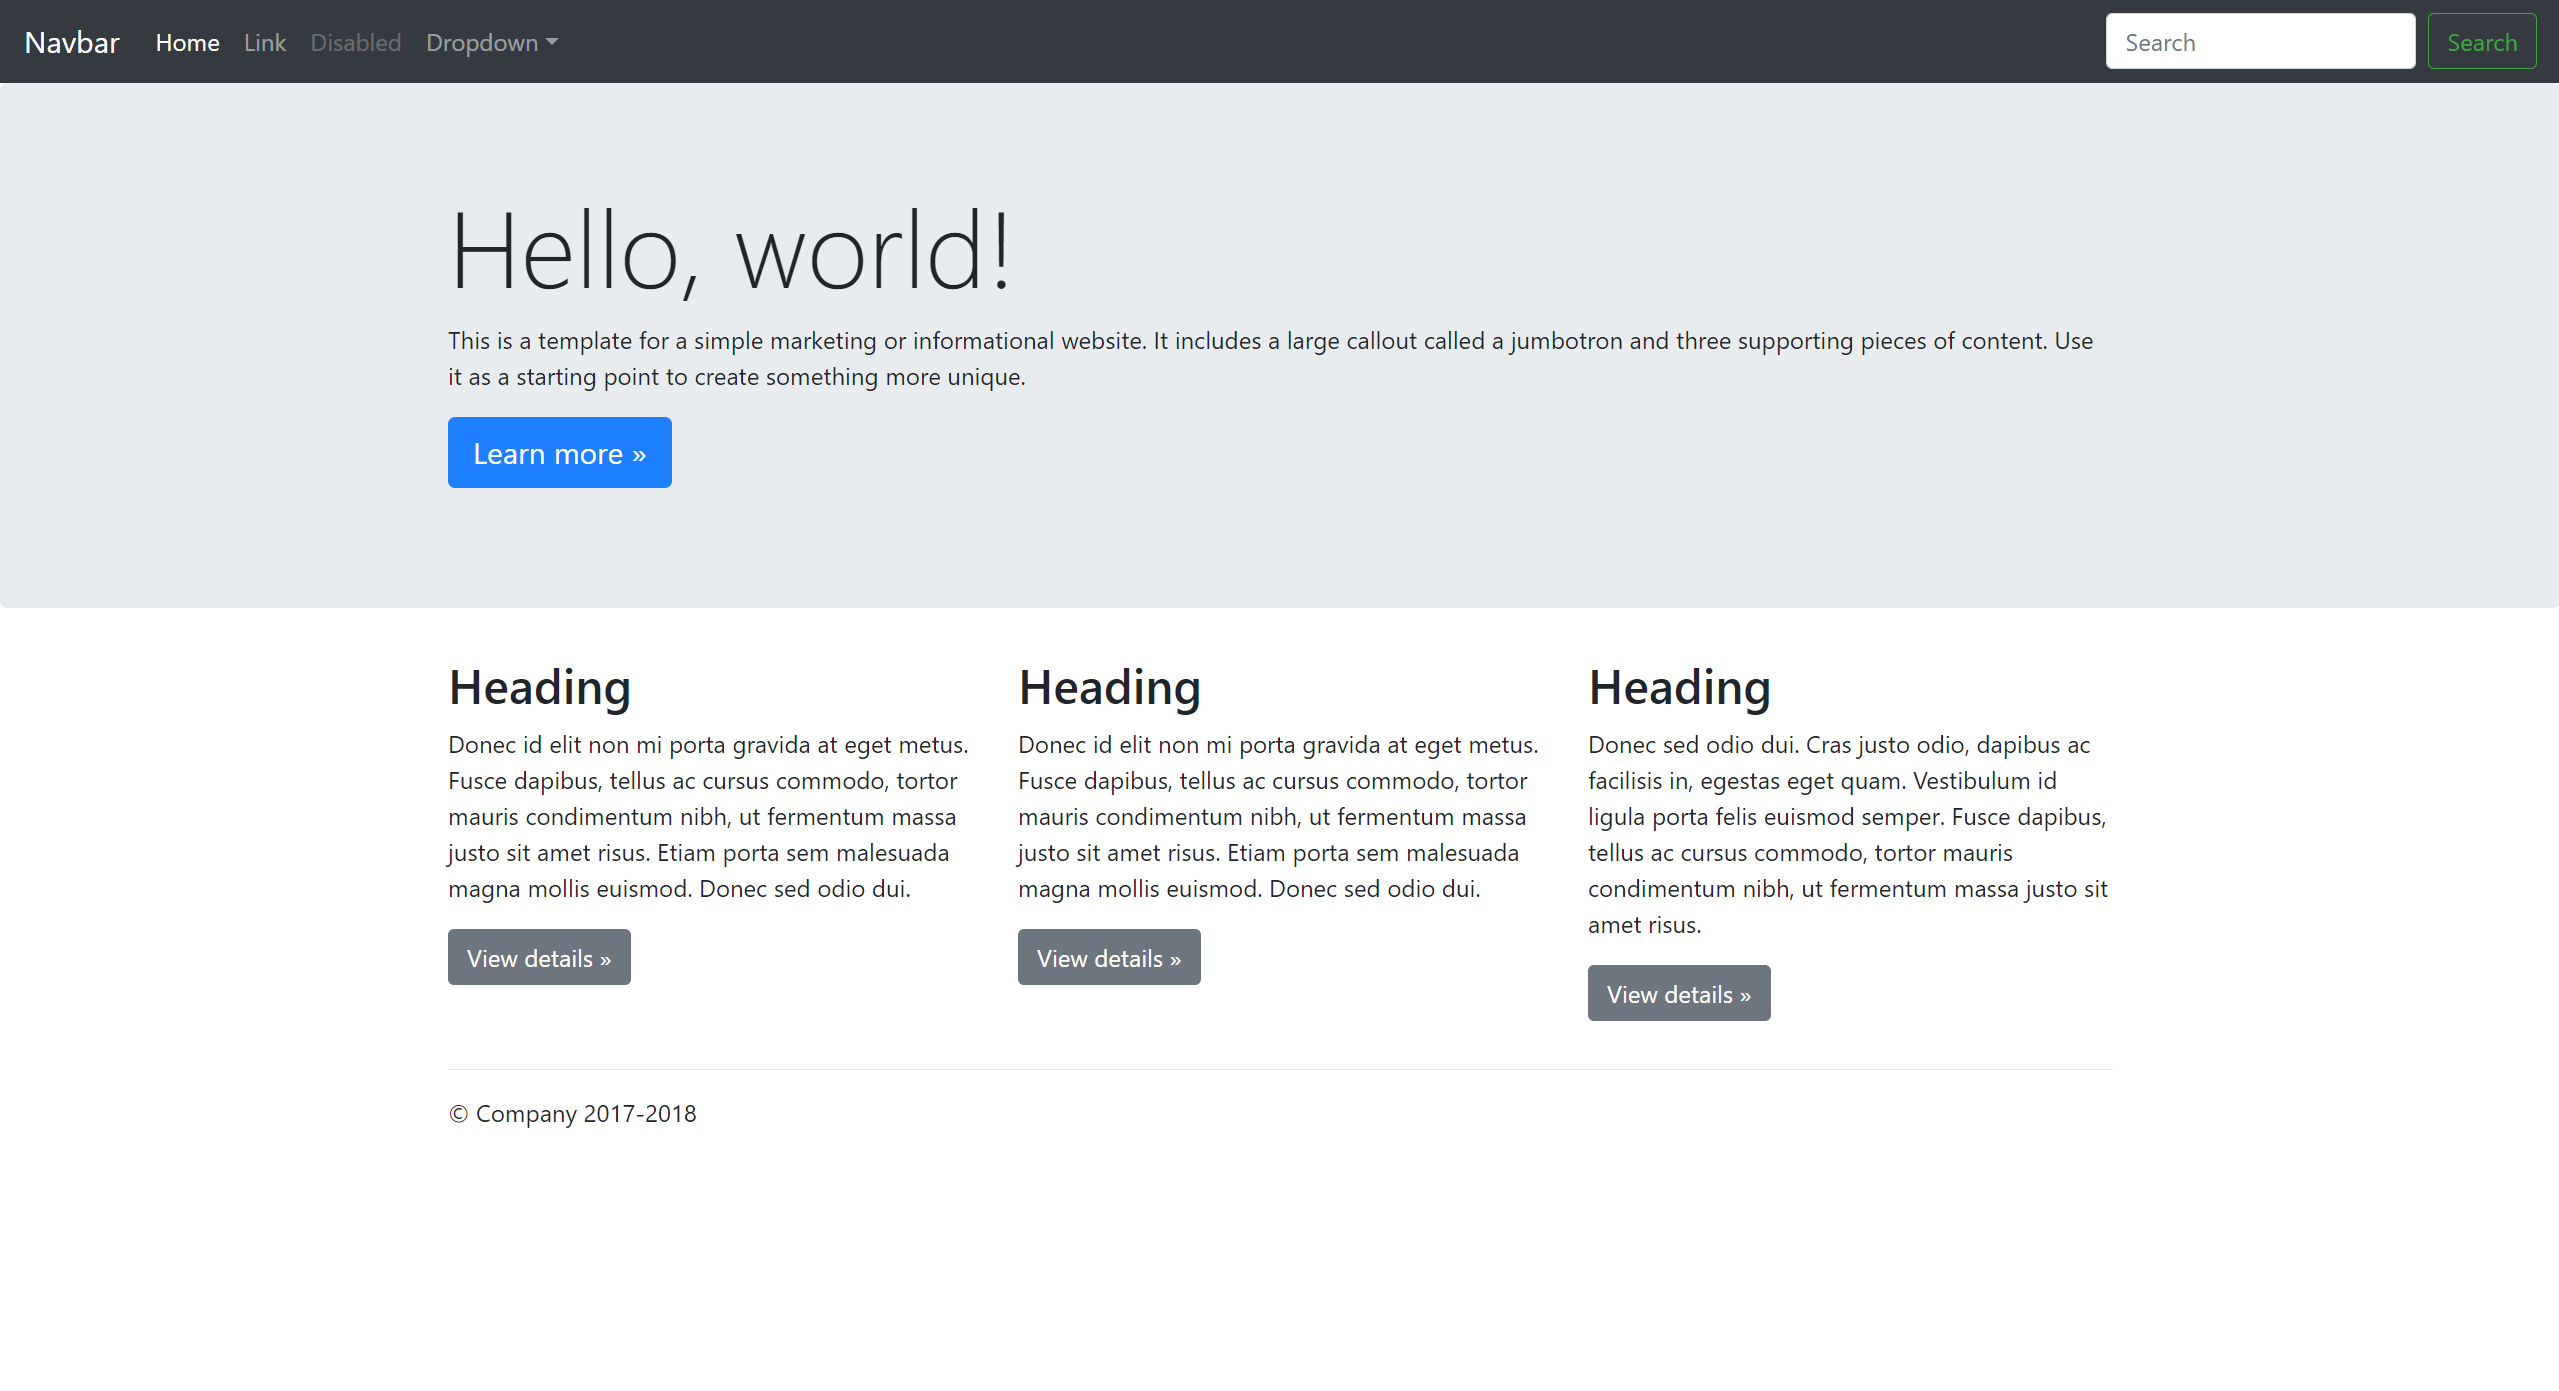 Navbar Home Link Disabled Dropdown Search Search
Hello, world!
This is a template for a simple marketing or informational website. It includes a large callout called a jumbotron and three supporting pieces of content. Use
it as a starting point to create something more unique.
Learn more »
Heading
Donec id elit non mi porta gravida at eget metus.
Fusce dapibus, tellus ac cursus commodo, tortor
mauris condimentum nibh, ut fermentum massa
justo sit amet risus. Etiam porta sem malesuada
magna mollis euismod. Donec sed odio dui.
View details »
Heading
Donec id elit non mi porta gravida at eget metus.
Fusce dapibus, tellus ac cursus commodo, tortor
mauris condimentum nibh, ut fermentum massa
justo sit amet risus. Etiam porta sem malesuada
magna mollis euismod. Donec sed odio dui.
View details »
Heading
Donec sed odio dui. Cras justo odio, dapibus ac
facilisis in, egestas eget quam. Vestibulum id
ligula porta felis euismod semper. Fusce dapibus,
tellus ac cursus commodo, tortor mauris
condimentum nibh, ut fermentum massa justo sit
amet risus.
View details »
© Company 2017-2018